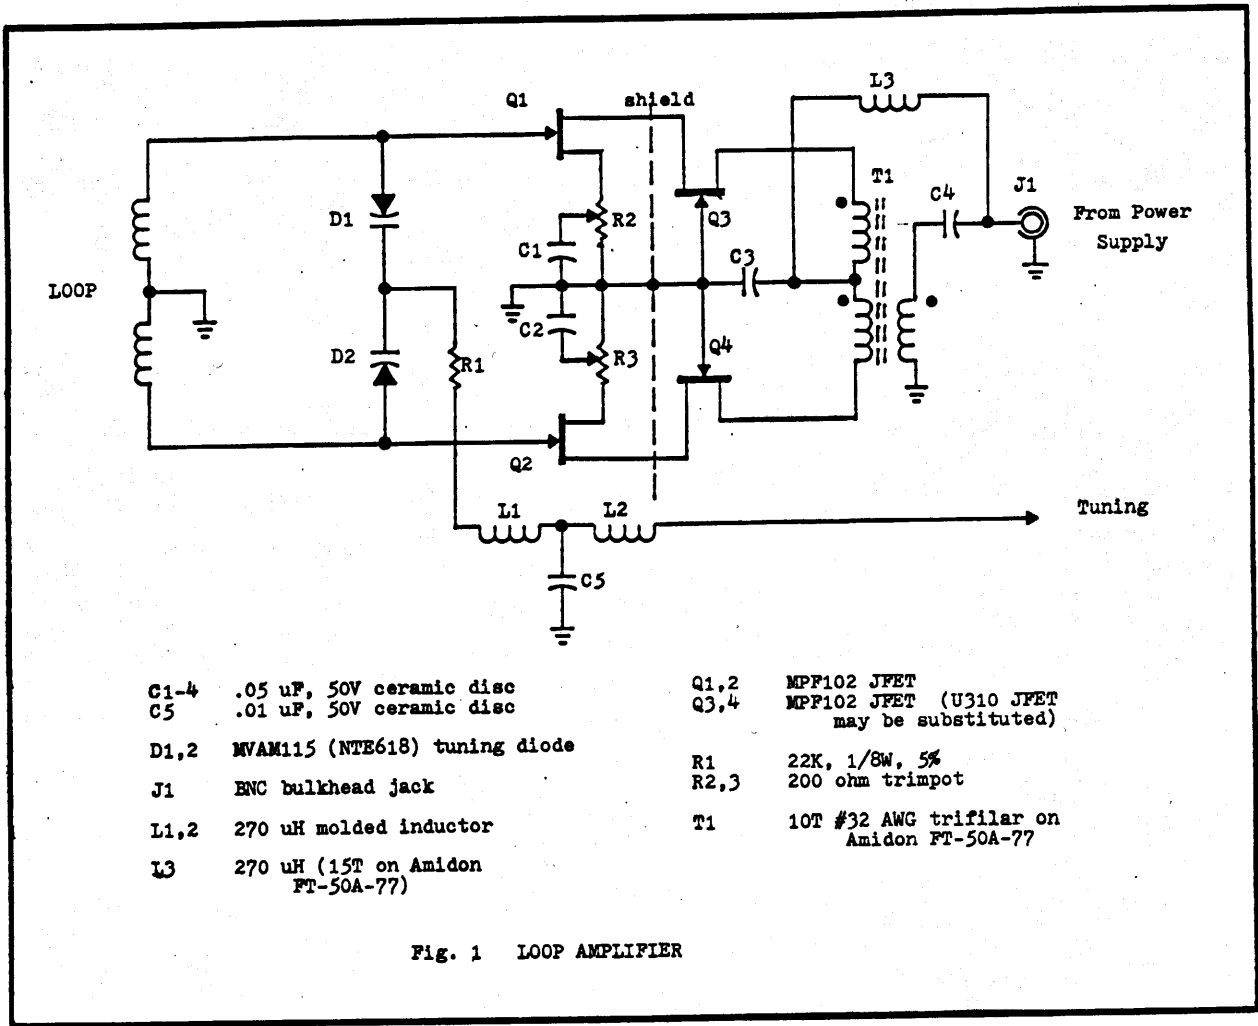 L3
Q1
shield
T1
J1
C4
D1
R2
Q3
From Power
Supply
C1
C3
LOOP
C2
Q4
D2
R1
R3
Q2
L1
L2
Tuning
C5
C1-4 .05 uF, 50V ceramic disc
C5 .01 uF, 50V ceramic disc
D1,2 MVAM115 (NTE618) tuning diode
J1 BNC bulkhead jack
L1,2 270 uH molded inductor
L3 270 uH (15T on Amidon
FT-50A-77)
Q1,2 MPF102 JFET
Q3,4 MPF102 JFET (U310 JFET
may be substituted)
R1 22K, 1/8W, 5%
R2,3 200 ohm trimpot
T1 10T #32 AWG trifilar on
Amidon FT-50A-77
Fig. 1 LOOP AMPLIFIER